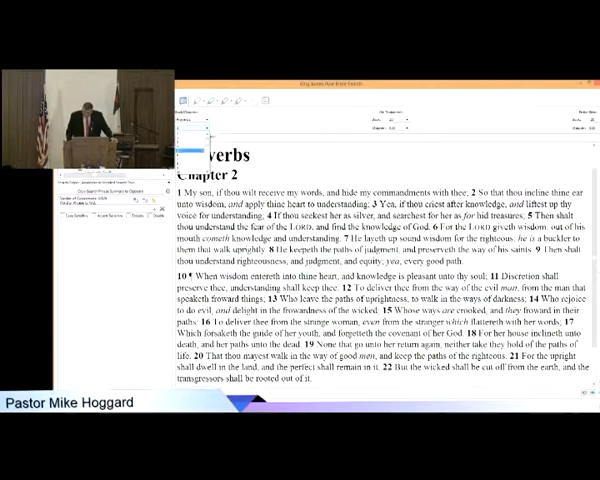 King James Pure Bible Search
verbs
Chapter 2
1 My son, if thou wilt receive my words, and hide my commandments with thee; 2 So that thou incline thine ear
unto wisdom, and apply thine heart to understanding; 3 Yea, if thou criest after knowledge, and liftest up thy
voice for understanding; 4 If thou seekest her as silver, and searchest for her as for hid treasures; 5 Then shalt
thou understand the fear of the LORD, and find the knowledge of God. 6 For the LORD giveth wisdom: out of his
mouth cometh knowledge and understanding. 7 He layeth up sound wisdom for the righteous: he is a buckler to
them that walk uprightly. 8 He keepeth the paths of judgment, and preserveth the way of his saints. 9 Then shalt
thou understand righteousness, and judgment, and equity; yea, every good path.
10 ¶ When wisdom entereth into thine heart, and knowledge is pleasant unto thy soul; 11 Discretion shall
preserve thee, understanding shall keep thee: 12 To deliver thee from the way of the evil man, from the man that
speaketh froward things; 13 Who leave the paths of uprightness, to walk in the ways of darkness; 14 Who rejoice
to do evil, and delight in the frowardness of the wicked; 15 Whose ways are crooked, and they froward in their
paths: 16 To deliver thee from the strange woman, even from the stranger which flattereth with her words; 17
Which forsaketh the guide of her youth, and forgetteth the covenant of her God. 18 For her house inclineth unto
death, and her paths unto the dead. 19 None that go unto her return again, neither take they hold of the paths of
life. 20 That thou mayest walk in the way of good men, and keep the paths of the righteous. 21 For the upright
shall dwell in the land, and the perfect shall remain in it. 22 But the wicked shall be cut off from the earth, and the
transgressors shall be rooted out of it.
Pastor Mike Hoggard